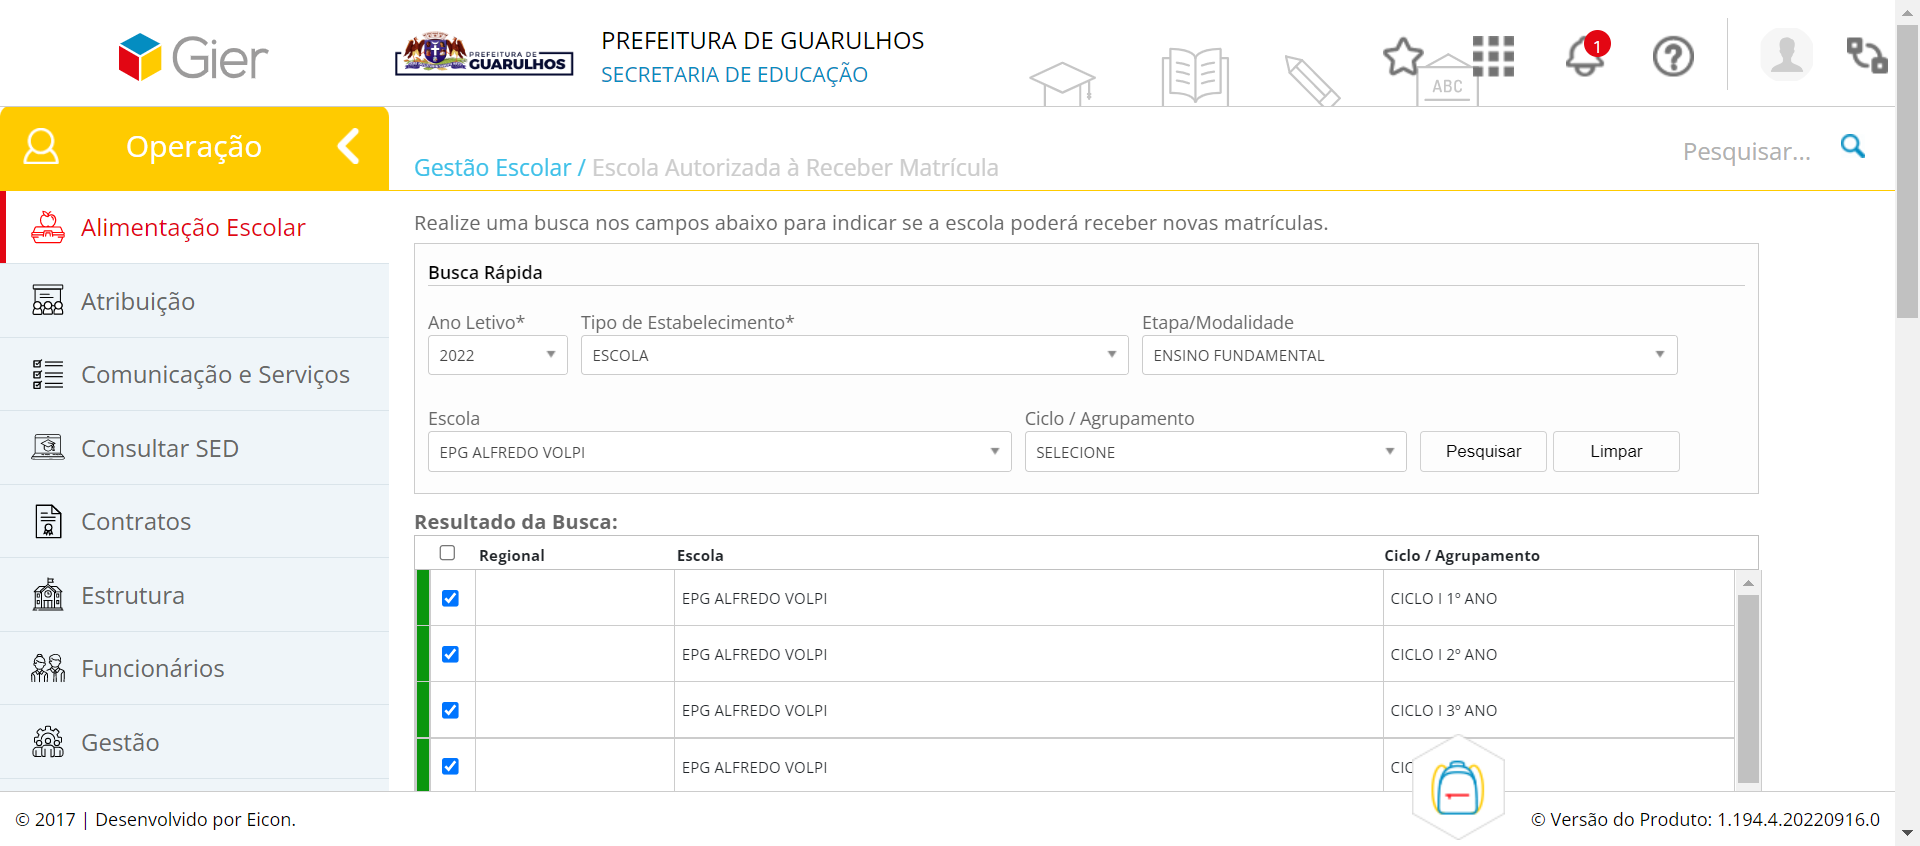 Gier
PREFEITURA DE
GUARULHOS
PREFEITURA DE GUARULHOS
SECRETARIA DE EDUCAÇÃO
ABC
1
Operação
Gestão Escolar / Escola Autorizada à Receber Matrícula
Pesquisar...
Alimentação Escolar
Atribuição
Comunicação e Serviços
Consultar SED
Contratos
Estrutura
Funcionários
Gestão
Realize uma busca nos campos abaixo para indicar se a escola poderá receber novas matrículas.
Busca Rápida
Ano Letivo* Tipo de Estabelecimento* Etapa/Modalidade
2022 ESCOLA ENSINO FUNDAMENTAL
Escola Ciclo / Agrupamento
EPG ALFREDO VOLPI SELECIONE Pesquisar Limpar
Resultado da Busca:
Regional Escola Ciclo / Agrupamento
EPG ALFREDO VOLPI CICLO I 1º ANO
EPG ALFREDO VOLPI CICLO I 2º ANO
EPG ALFREDO VOLPI CICLO I 3º ANO
EPG ALFREDO VOLPI
© 2017 | Desenvolvido por Eicon.
© Versão do Produto: 1.194.4.20220916.0